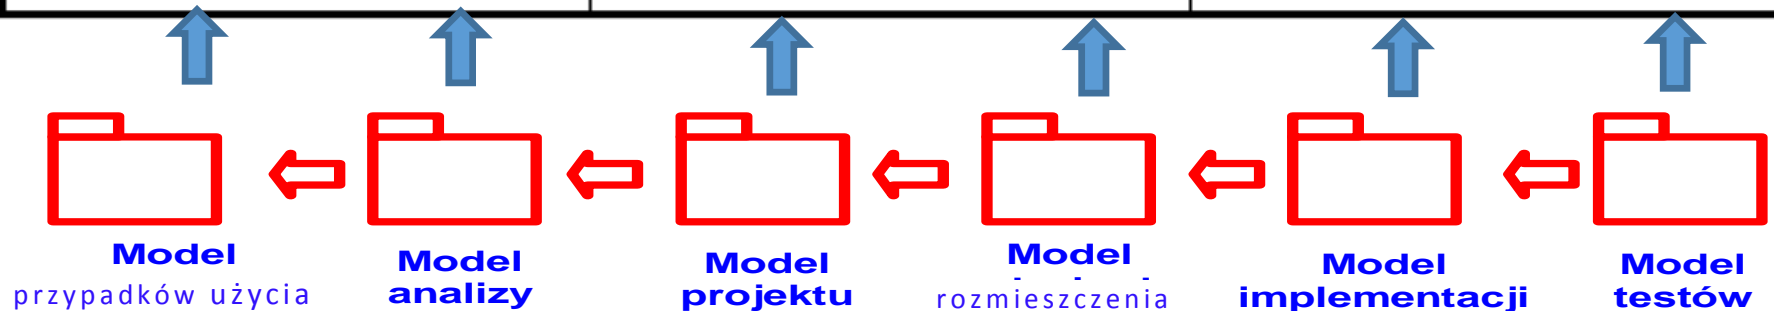 Model
przypadków użycia
Model
analizy
Model
projektu
Model
rozmieszczenia
Model
implementacji
Model
testów